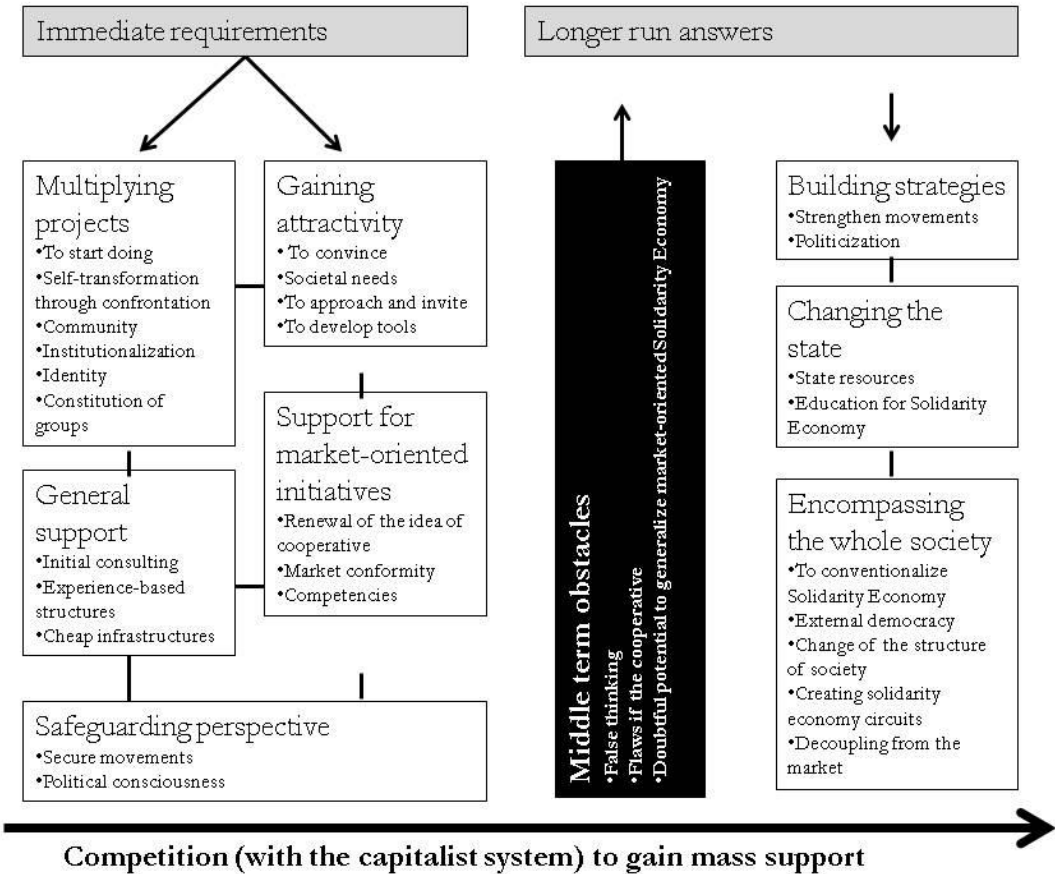 Immediate requirements
Longer run answers
Multiplying
projects
•To start doing
•Self-transformation
through confrontation
•Community
•Institutionalization
•Identity
•Constitution of
groups
Gaining
attractivity
• To convince
•Societal needs
•To approach and invite
•To develop tools
General
support
•Initial consulting
•Experience-based
structures
•Cheap infrastructures
Support for
market-oriented
initiatives
•Renewal of the idea of
cooperative
•Market conformity
•Competencies
Safeguarding perspective
•Secure movements
•Political consciousness
Middle term obstacles
•False thinking
•Flaws if the cooperative
•Doubtful potential to generalize market-oriented Solidarity Economy
Building strategies
•Strengthen movements
•Politicization
Changing the
state
•State resources
•Education for Solidarity
Economy
Encompassing
the whole society
•To conventionalize
Solidarity Economy
•External democracy
•Change of the structure
of society
•Creating solidarity
economy circuits
•Decoupling from the
market
Competition (with the capitalist system) to gain mass support